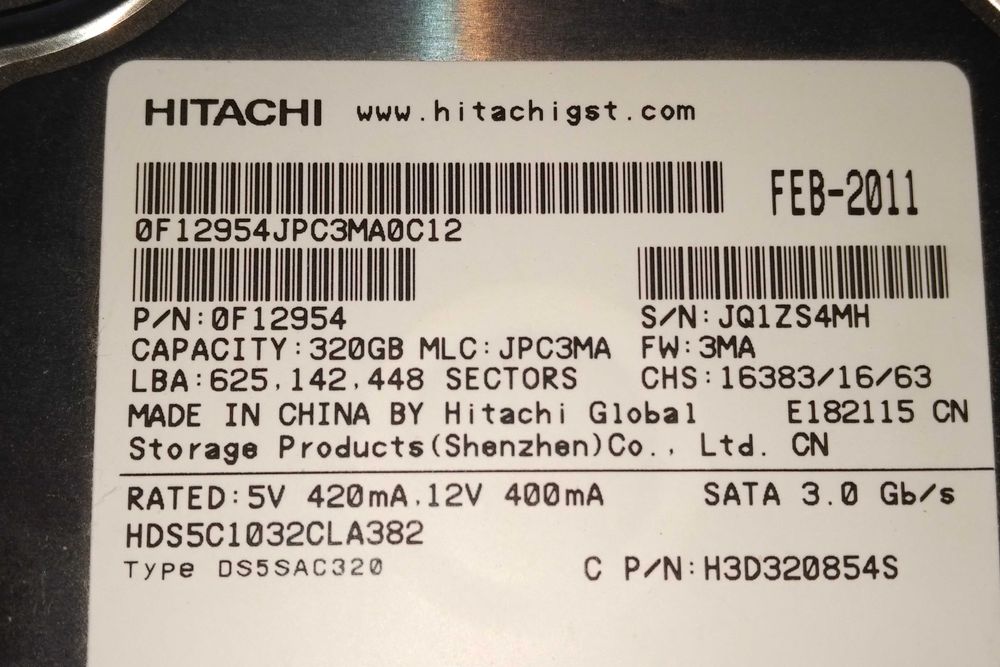 HITACHI www.hitachigst.com
FEB-2011
0F12954JPC3MA0C12
P/N:0F12954 S/N:JQ1ZS4MH
CAPACITY:320GB MLC:JPC3MA FW:3MA
LBA:625,142,448 SECTORS CHS:16383/16/63
MADE IN CHINA BY Hitachi Global E182115 CN
Storage Products(Shenzhen)Co., Ltd. CN
RATED:5V 420mA,12V 400mA SATA 3.0 Gb/s
HDS5C1032CLA382
Type DS5SAC320 C P/N:H3D320854S